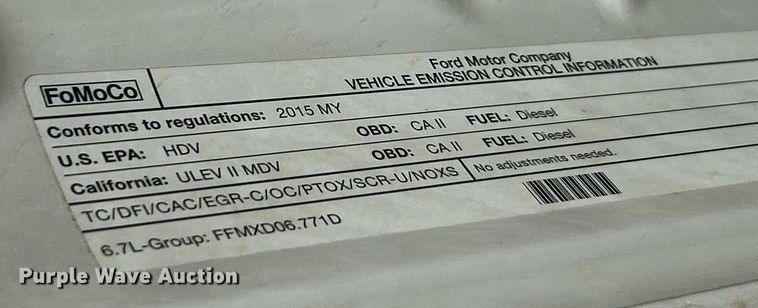 FoMoCo
Ford Motor Company
VEHICLE EMISSION CONTROL INFORMATION
Conforms to regulations: 2015 MY
U.S. EPA: HDV OBD: CA II FUEL: Diesel
California: ULEV II MDV OBD: CA II FUEL: Diesel
TC/DFI/CAC/EGR-C/OC/PTOX/SCR-U/NOXS No adjustments needed.
6.7L-Group: FFMXD06.771D
Purple Wave Auction